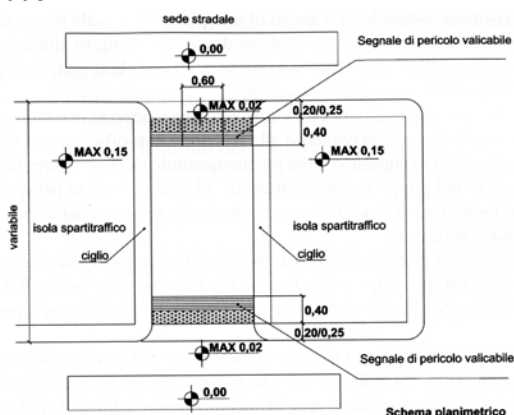 sede stradale
0,00
Segnale di pericolo valicabile
0,60
MAX 0,02
0,20/0,25
0,40
MAX 0,15
MAX 0,15
variabile
isola spartitraffico
isola spartitraffico
ciglio
ciglio
0,40
0,20/0,25
MAX 0,02
Segnale di pericolo valicabile
0,00
Schema planimetrico